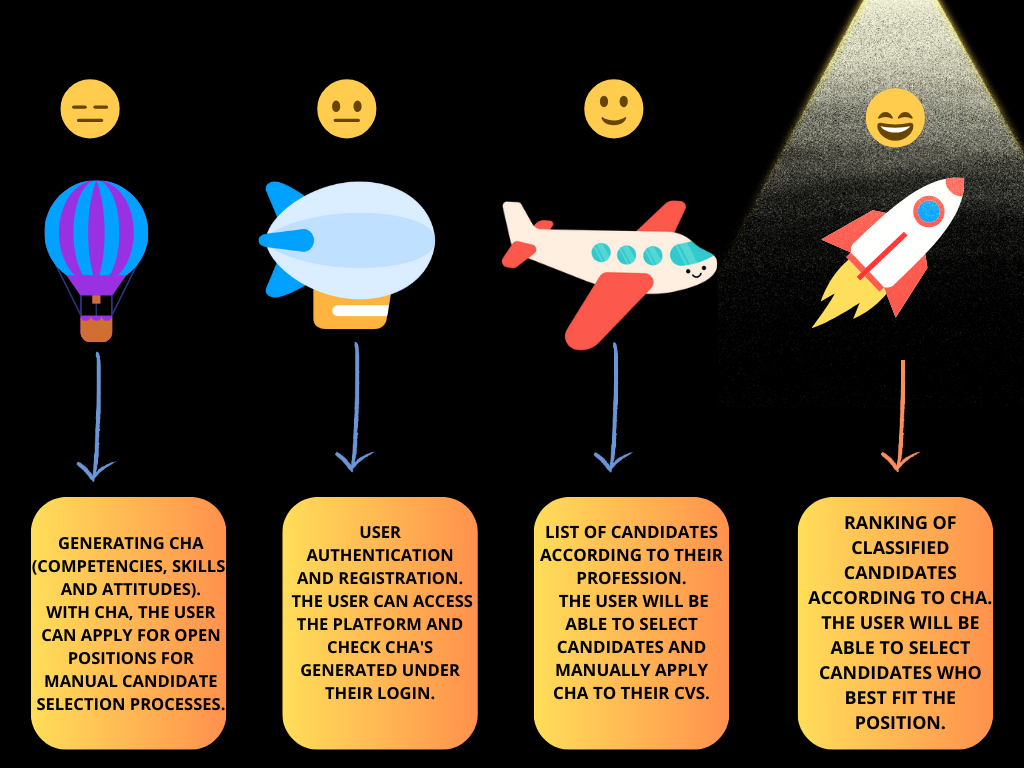 GENERATING CHA
(COMPETENCIES, SKILLS
AND ATTITUDES).
WITH CHA, THE USER
CAN APPLY FOR OPEN
POSITIONS FOR
MANUAL CANDIDATE
SELECTION PROCESSES.
USER
AUTHENTICATION
AND REGISTRATION.
THE USER CAN ACCESS
THE PLATFORM AND
CHECK CHA'S
GENERATED UNDER
THEIR LOGIN.
LIST OF CANDIDATES
ACCORDING TO THEIR
PROFESSION.
THE USER WILL BE
ABLE TO SELECT
CANDIDATES AND
MANUALLY APPLY
CHA TO THEIR CVS.
RANKING OF
CLASSIFIED
CANDIDATES
ACCORDING TO CHA.
THE USER WILL BE
ABLE TO SELECT
CANDIDATES WHO
BEST FIT THE
POSITION.